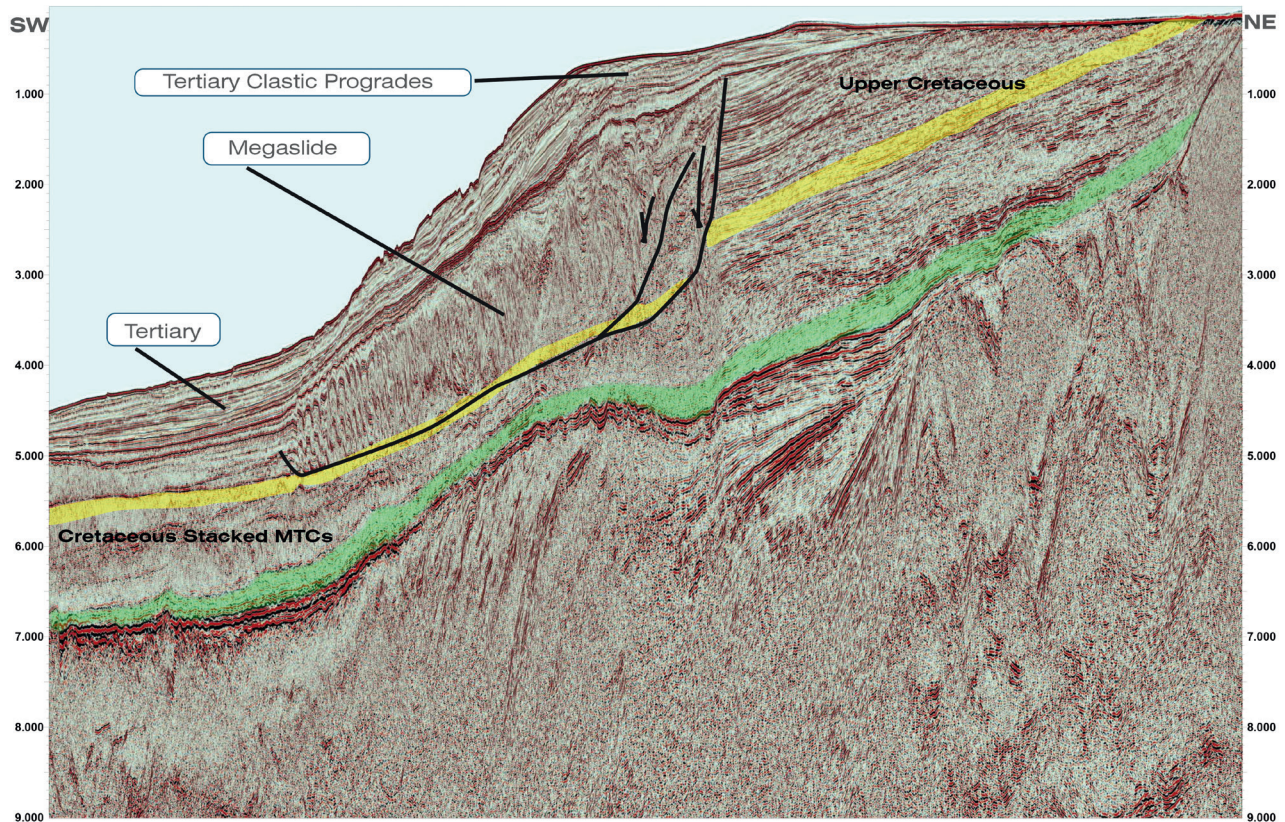 SW
NE
Tertiary Clastic Progrades
Upper Cretaceous
1.000
1.000
Megaslide
2.000
2.000
3.000
3.000
Tertiary
4.000
4.000
5.000
5.000
Cretaceous Stacked MTCs
6.000
6.000
7.000
7.000
8.000
8.000
9.000
9.000